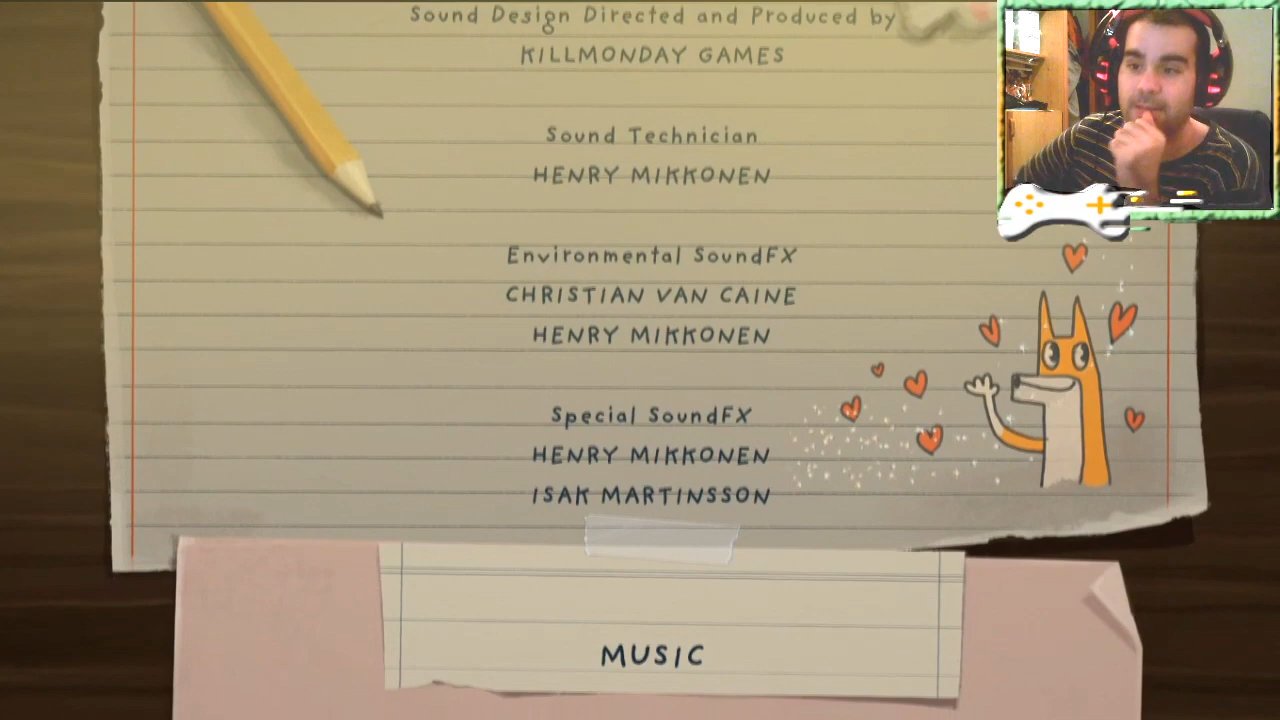 Sound Design Directed and Produced by
KILLMONDAY GAMES
Sound Technician
HENRY MIKKONEN
Environmental SoundFX
CHRISTIAN VAN CAINE
HENRY MIKKONEN
Special SoundFX
HENRY MIKKONEN
ISAK MARTINSSON
MUSIC